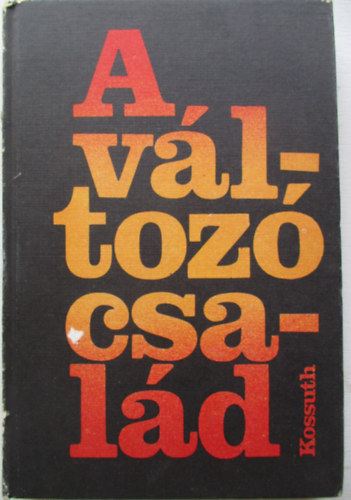 A
vál-
tozó
csa-
lád
Kossuth